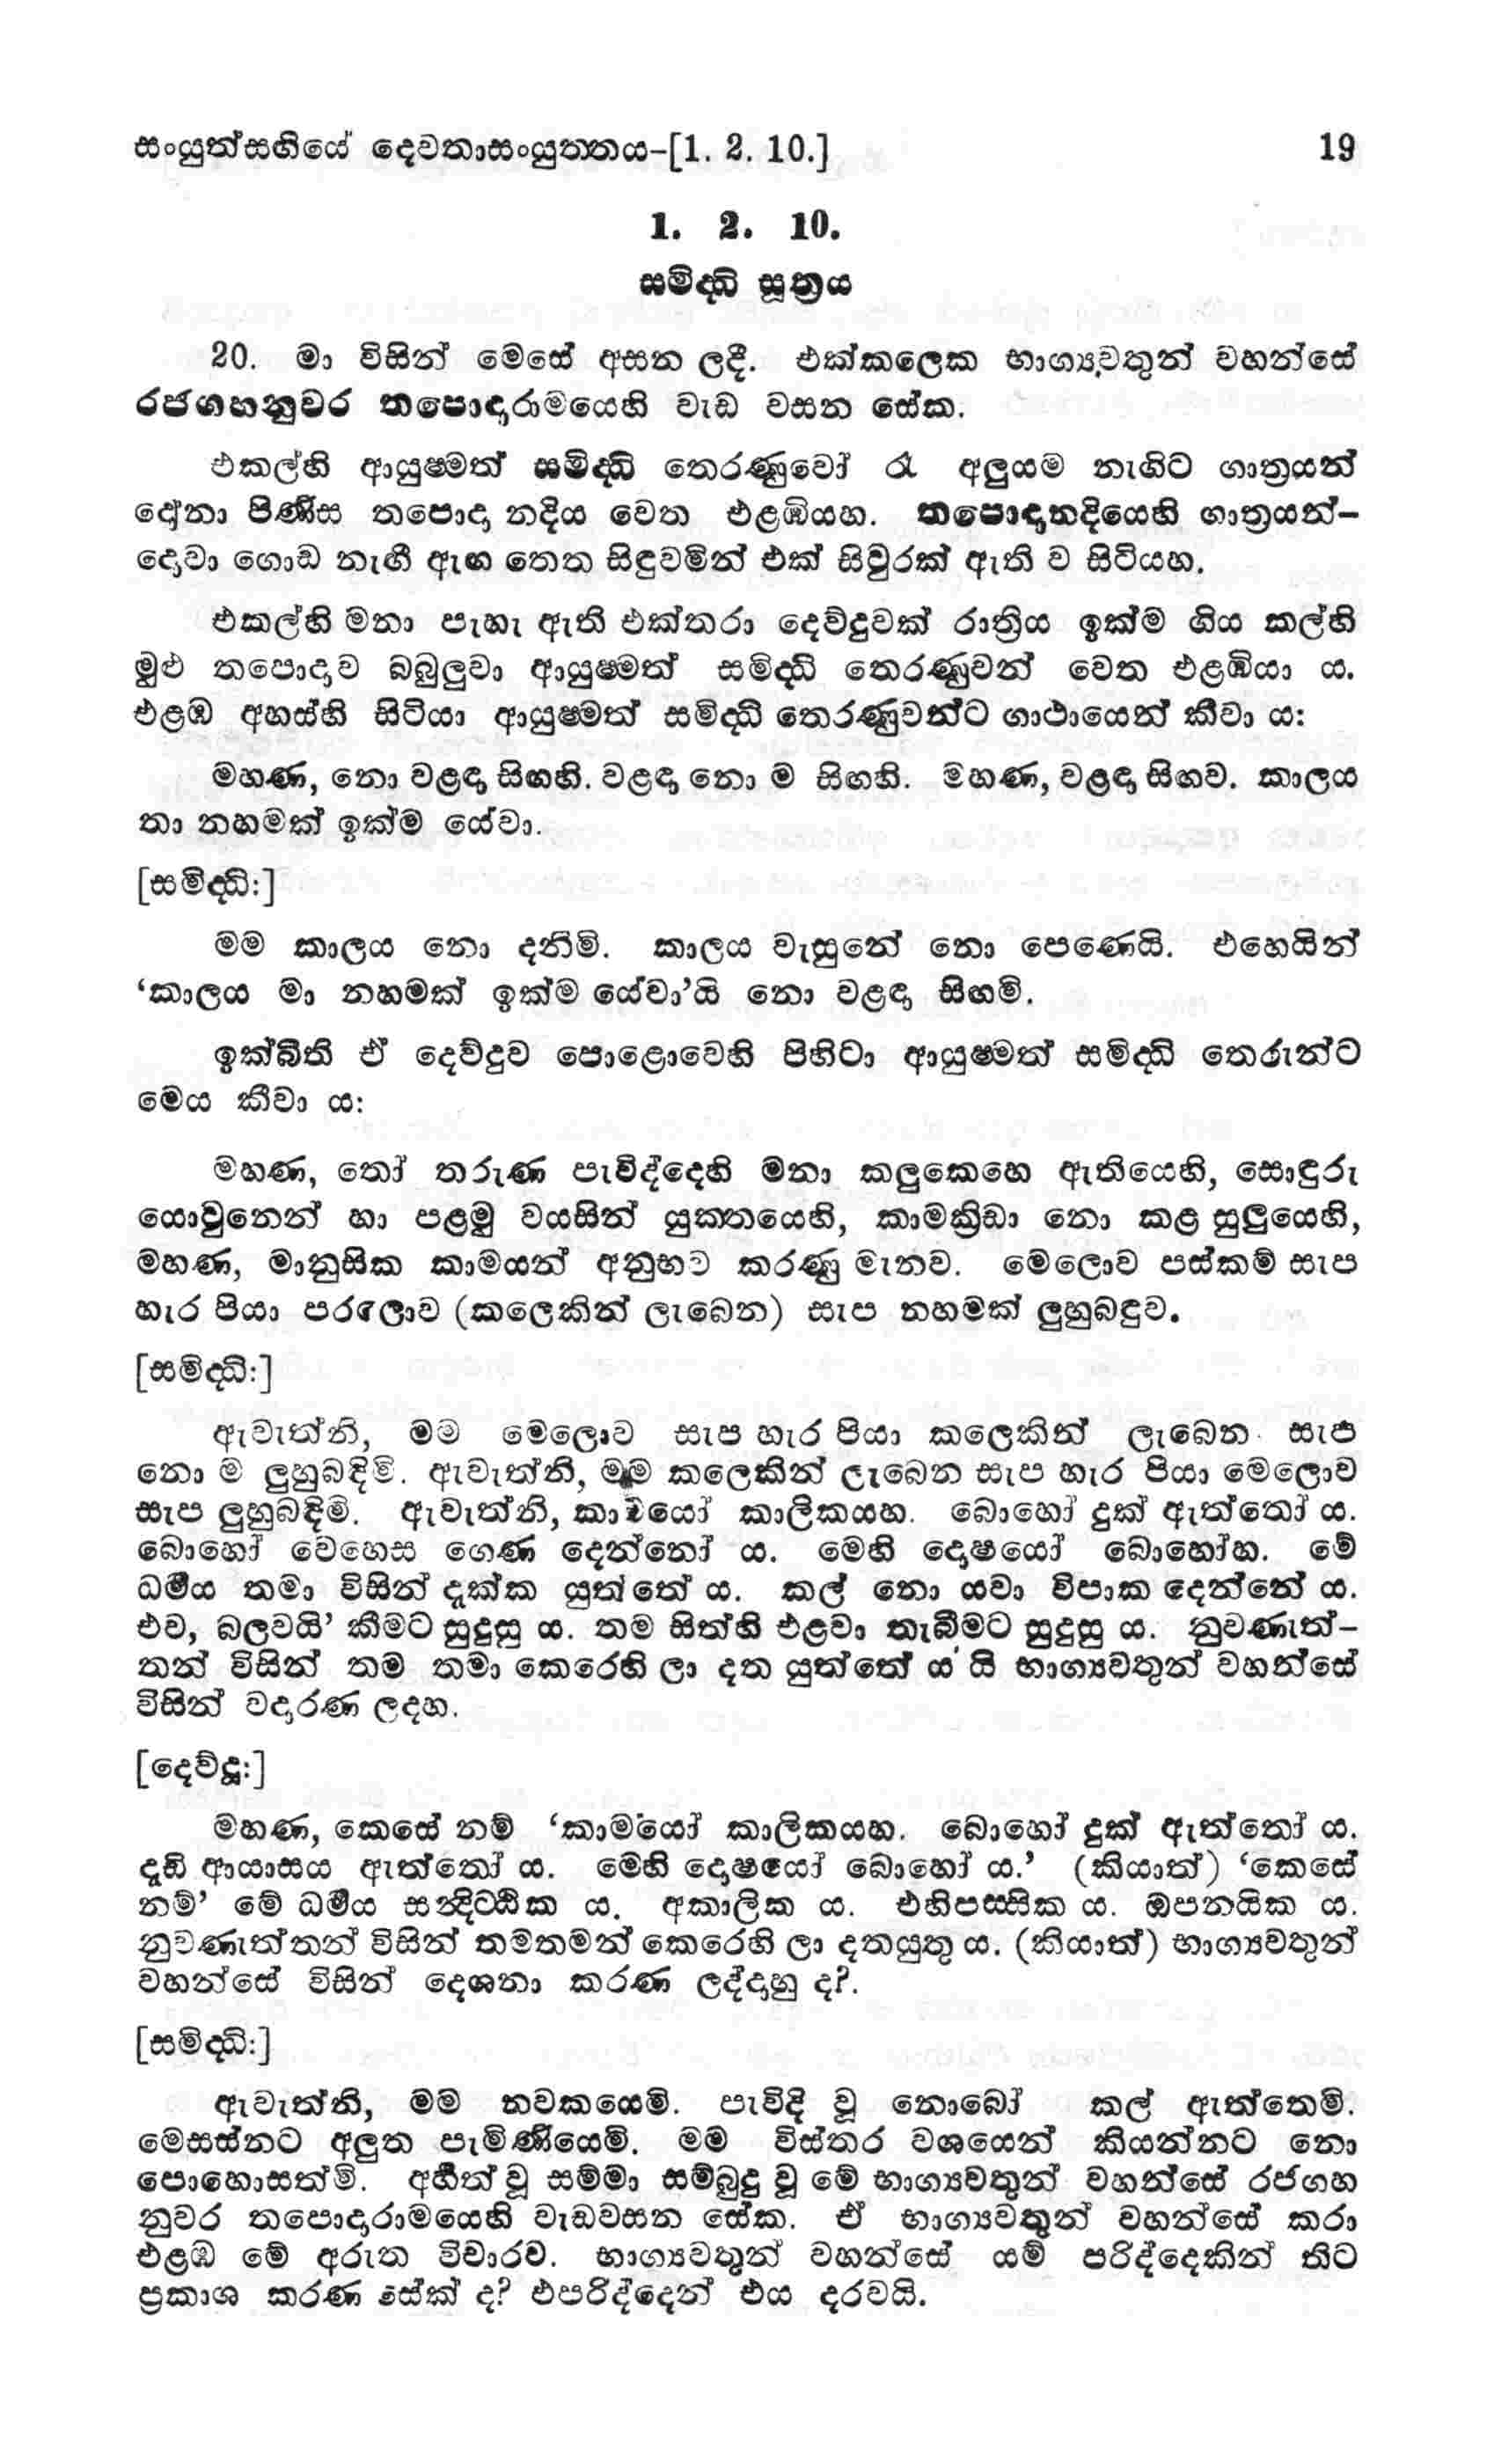 සංයුත්සඟියේ දෙවතාසංයුත්තය-[1. 2. 10.] 19
1. 2. 10.
සමිද්ධි සූත්‍රය
20. මා විසින් මෙසේ අසන ලදී. එක්කලෙක භාග්‍යවතුන් වහන්සේ
රජගහනුවර තපොදාරාමයෙහි වැඩ වසන සේක.
එකල්හි ආයුෂ්මත් සමිද්ධි තෙරණුවෝ රෑ අලුයම නැඟිට ගාත්‍රයන්
දෝනා පිණිස තපොදා නදිය වෙත එළඹියහ. තපොදානදියෙහි ගාත්‍රයන්-
දොවා ගොඩ නැඟී ඇඟ තෙත සිඳුවමින් එක් සිවුරක් ඇති ව සිටියහ.
එකල්හි මනා පැහැ ඇති එක්තරා දෙව්දුවක් රාත්‍රිය ඉක්ම ගිය කල්හි
මුළු තපොදාව බබුලුවා ආයුෂ්මත් සමිද්ධි තෙරණුවන් වෙත එළඹියා ය.
එළඹ අහස්හි සිටියා ආයුෂ්මත් සමිද්ධි තෙරණුවන්ට ගාථායෙන් කීවා ය:
මහණ, නො වළඳා සිඟහි. වළඳා නො ම සිඟහි. මහණ, වළඳා සිඟව. කාලය
තා නහමක් ඉක්ම යේවා.
[සමිද්ධි:]
මම කාලය නො දනිමි. කාලය වැසුනේ නො පෙණෙයි. එහෙයින්
‘කාලය මා නහමක් ඉක්ම යේවා’යි නො වළඳා සිඟමි.
ඉක්බිති ඒ දෙව්දුව පොළොවෙහි පිහිටා ආයුෂ්මත් සමිද්ධි තෙරුන්ට
මෙය කීවා ය:
මහණ, තෝ තරුණ පැවිද්දෙහි මනා කලුකෙහෙ ඇතියෙහි, සොඳුරු
යොවුනෙන් හා පළමු වයසින් යුක්තයෙහි, කාමක්‍රිඩා නො කළ සුලුයෙහි,
මහණ, මානුසික කාමයන් අනුභව කරණු මැනව. මෙලොව පස්කම් සැප
හැර පියා පරලොව (කලෙකින් ලැබෙන) සැප නහමක් ලුහුබඳුව.
[සමිද්ධි:]
ඇවැත්නි, මම මෙලොව සැප හැර පියා කලෙකින් ලැබෙන සැප
නො ම ලුහුබඳිමි. ඇවැත්නි, මම කලෙකින් ලැබෙන සැප හැර පියා මෙලොව
සැප ලුහුබඳිමි. ඇවැත්නි, කාමයෝ කාලිකයහ. බොහෝ දුක් ඇත්තෝ ය.
බොහෝ වෙහෙස ගෙණ දෙන්නෝ ය. මෙහි දොෂයෝ බොහෝහ. මේ
ධර්මය තමා විසින් දැක්ක යුත්තේ ය. කල් නො යවා විපාක දෙන්නේ ය.
එව, බලවයි’ කීමට සුදුසු ය. තම සිත්හි එළවා තැබීමට සුදුසු ය. නුවණැත්-
තන් විසින් තම තමා කෙරෙහි ලා දත යුත්තේ ය’ යි භාග්‍යවතුන් වහන්සේ
විසින් වදාරණ ලදහ.
[දෙව්දූ:]
මහණ, කෙසේ නම් ‘කාමයෝ කාලිකයහ. බොහෝ දුක් ඇත්තෝ ය.
දැඩි ආයාසය ඇත්තෝ ය. මෙහි දොෂයෝ බොහෝ ය.’ (කියාත්) ‘කෙසේ
නම්’ මේ ධර්මය සන්දිට්ඨික ය. අකාලික ය. එහිපස්සික ය. ඔපනයික ය.
නුවණැත්තන් විසින් තමතමන් කෙරෙහි ලා දතයුතු ය. (කියාත්) භාග්‍යවතුන්
වහන්සේ විසින් දෙශනා කරණ ලද්දාහු ද?.
[සමිද්ධි:]
ඇවැත්නි, මම නවකයෙමි. පැවිදි වූ නොබෝ කල් ඇත්තෙමි.
මෙසස්නට අලුත පැමිණියෙමි. මම විස්තර වශයෙන් කියන්නට නො
පොහොසත්මි. අර්හත් වූ සම්මා සම්බුදු වූ මේ භාග්‍යවතුන් වහන්සේ රජගහ
නුවර තපොදාරාමයෙහි වැඩවසන සේක. ඒ භාග්‍යවතුන් වහන්සේ කරා
එළඹ මේ අරුත විචාරව. භාග්‍යවතුන් වහන්සේ යම් පරිද්දෙකින් තිට
ප්‍රකාශ කරණ සේක් ද? එපරිද්දෙන් එය දරවයි.